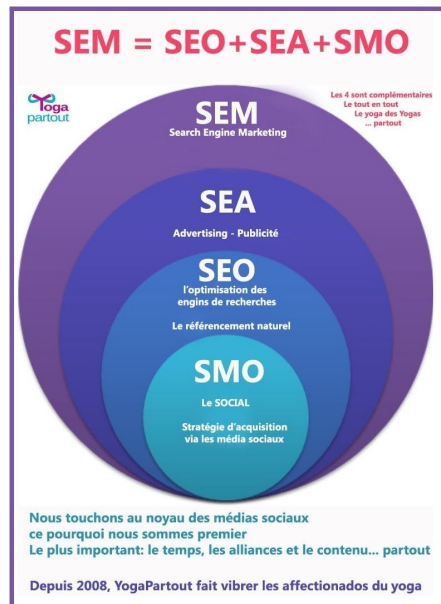 SEM = SEO+SEA+SMO
Yoga
partout
Les 4 sont complémentaires
Le tout en tout
Le yoga des Yogas
... partout
SEM
Search Engine Marketing
SEA
Advertising - Publicité
SEO
l'optimisation des
engins de recherches
Le référencement naturel
SMO
Le SOCIAL
Stratégie d'acquisition
via les média sociaux
Nous touchons au noyau des médias sociaux
ce pourquoi nous sommes premier
Le plus important: le temps, les alliances et le contenu... partout
Depuis 2008, YogaPartout fait vibrer les affectionados du yoga